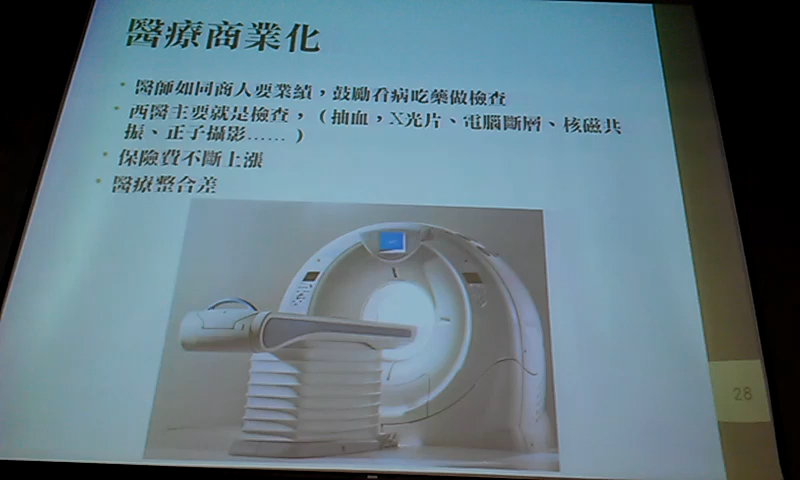 醫療商業化
醫師如同商人要業績，鼓勵看病吃藥做檢查
西醫主要就是檢查，（抽血，X光片、電腦斷層、核磁共
振、正子攝影……）
保險費不斷上漲
醫療整合差
28